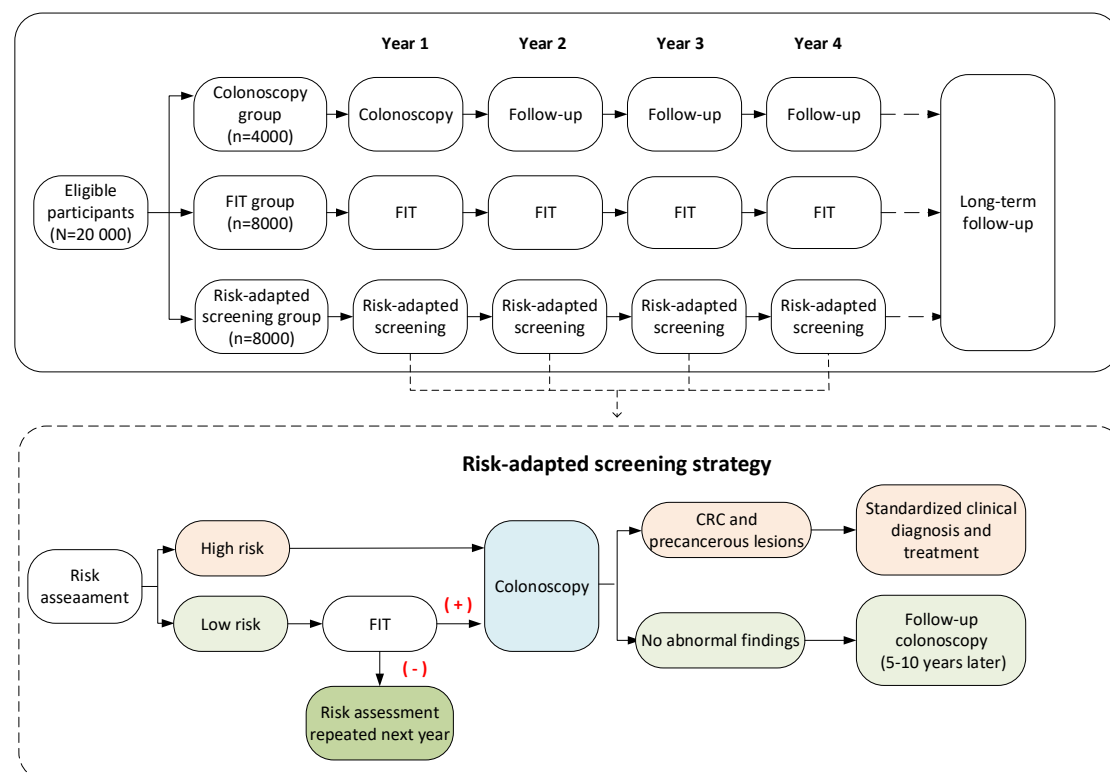 Year 1
Year 2
Year 3
Year 4
Eligible
participants
(N=20 000)
Colonoscopy
group
(n=4000)
Colonoscopy
Follow-up
Follow-up
Follow-up
FIT group
(n=8000)
FIT
FIT
FIT
FIT
Risk-adapted
screening group
(n=8000)
Risk-adapted
screening
Risk-adapted
screening
Risk-adapted
screening
Risk-adapted
screening
Long-term
follow-up
Risk-adapted screening strategy
Risk
asseaament
High risk
Low risk
FIT
( + )
( - )
Risk assessment
repeated next year
Colonoscopy
CRC and
precancerous lesions
Standardized clinical
diagnosis and
treatment
No abnormal findings
Follow-up
colonoscopy
(5-10 years later)